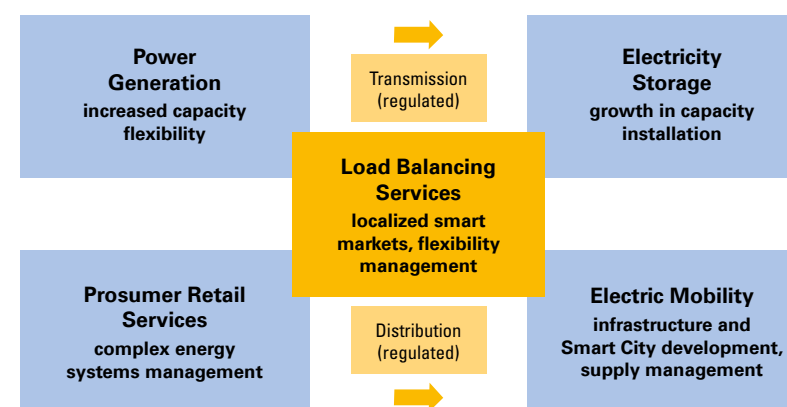 Power
Generation
increased capacity
flexibility
Transmission
(regulated)
Electricity
Storage
growth in capacity
installation
Load Balancing
Services
localized smart
markets, flexibility
management
Prosumer Retail
Services
complex energy
systems management
Distribution
(regulated)
Electric Mobility
infrastructure and
Smart City development,
supply management